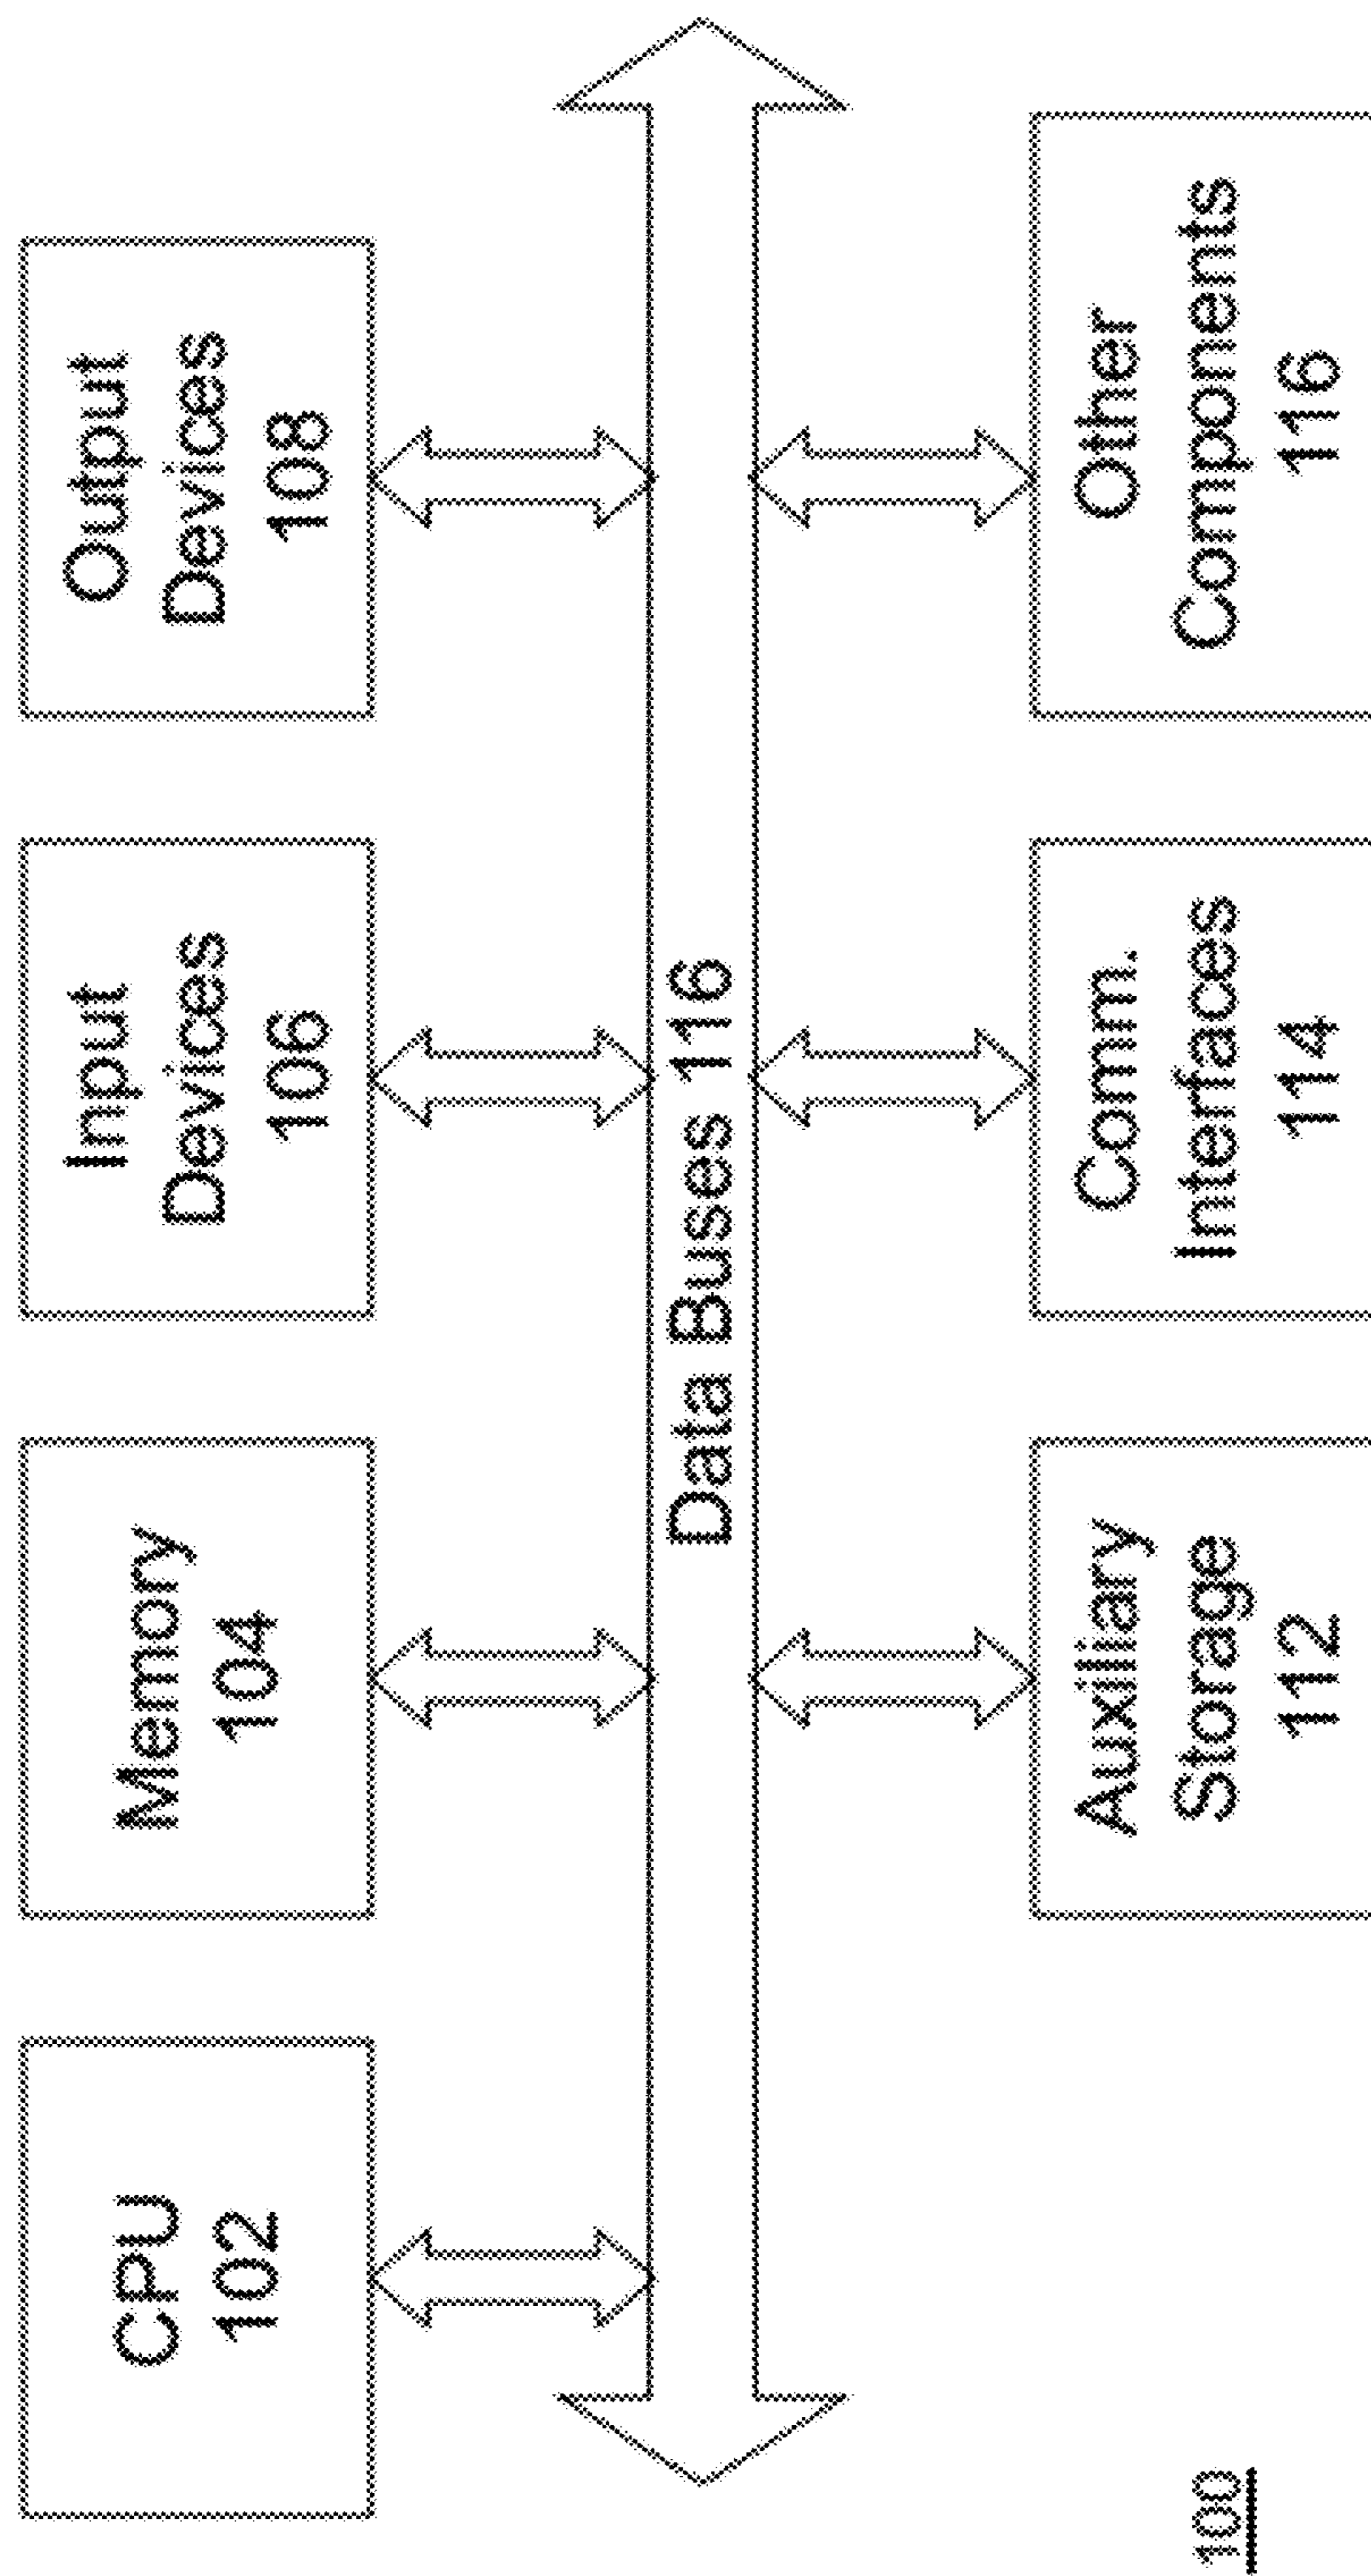 CPU
102
Memory
104
Input
Devices
106
Output
Devices
108
Data Buses 116
Auxiliary
Storage
112
Comm.
Interfaces
114
Other
Components
116
100